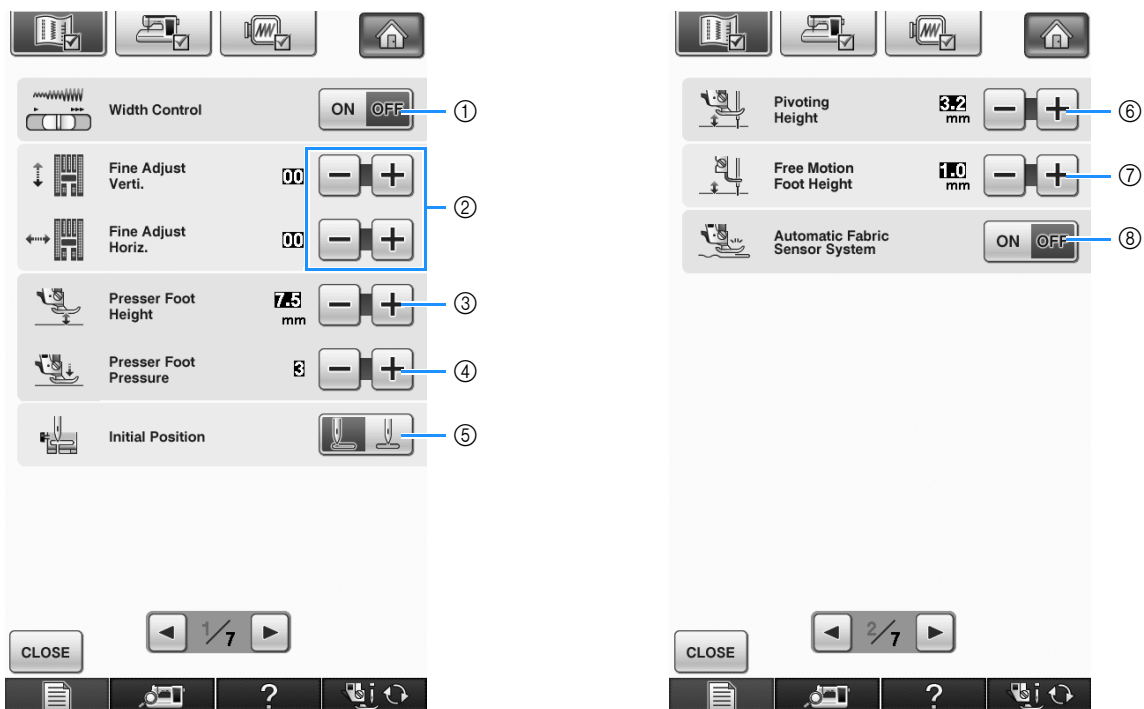 Width Control
ON OFF
①
Fine Adjust
Verti.
00
②
Fine Adjust
Horiz.
00
Presser Foot
Height
7.5
mm
③
Presser Foot
Pressure
3
④
Initial Position
⑤
1/7
CLOSE
?
Pivoting
Height
3.2
mm
⑥
Free Motion
Foot Height
1.0
mm
⑦
Automatic Fabric
Sensor System
ON OFF
⑧
2/7
CLOSE
?